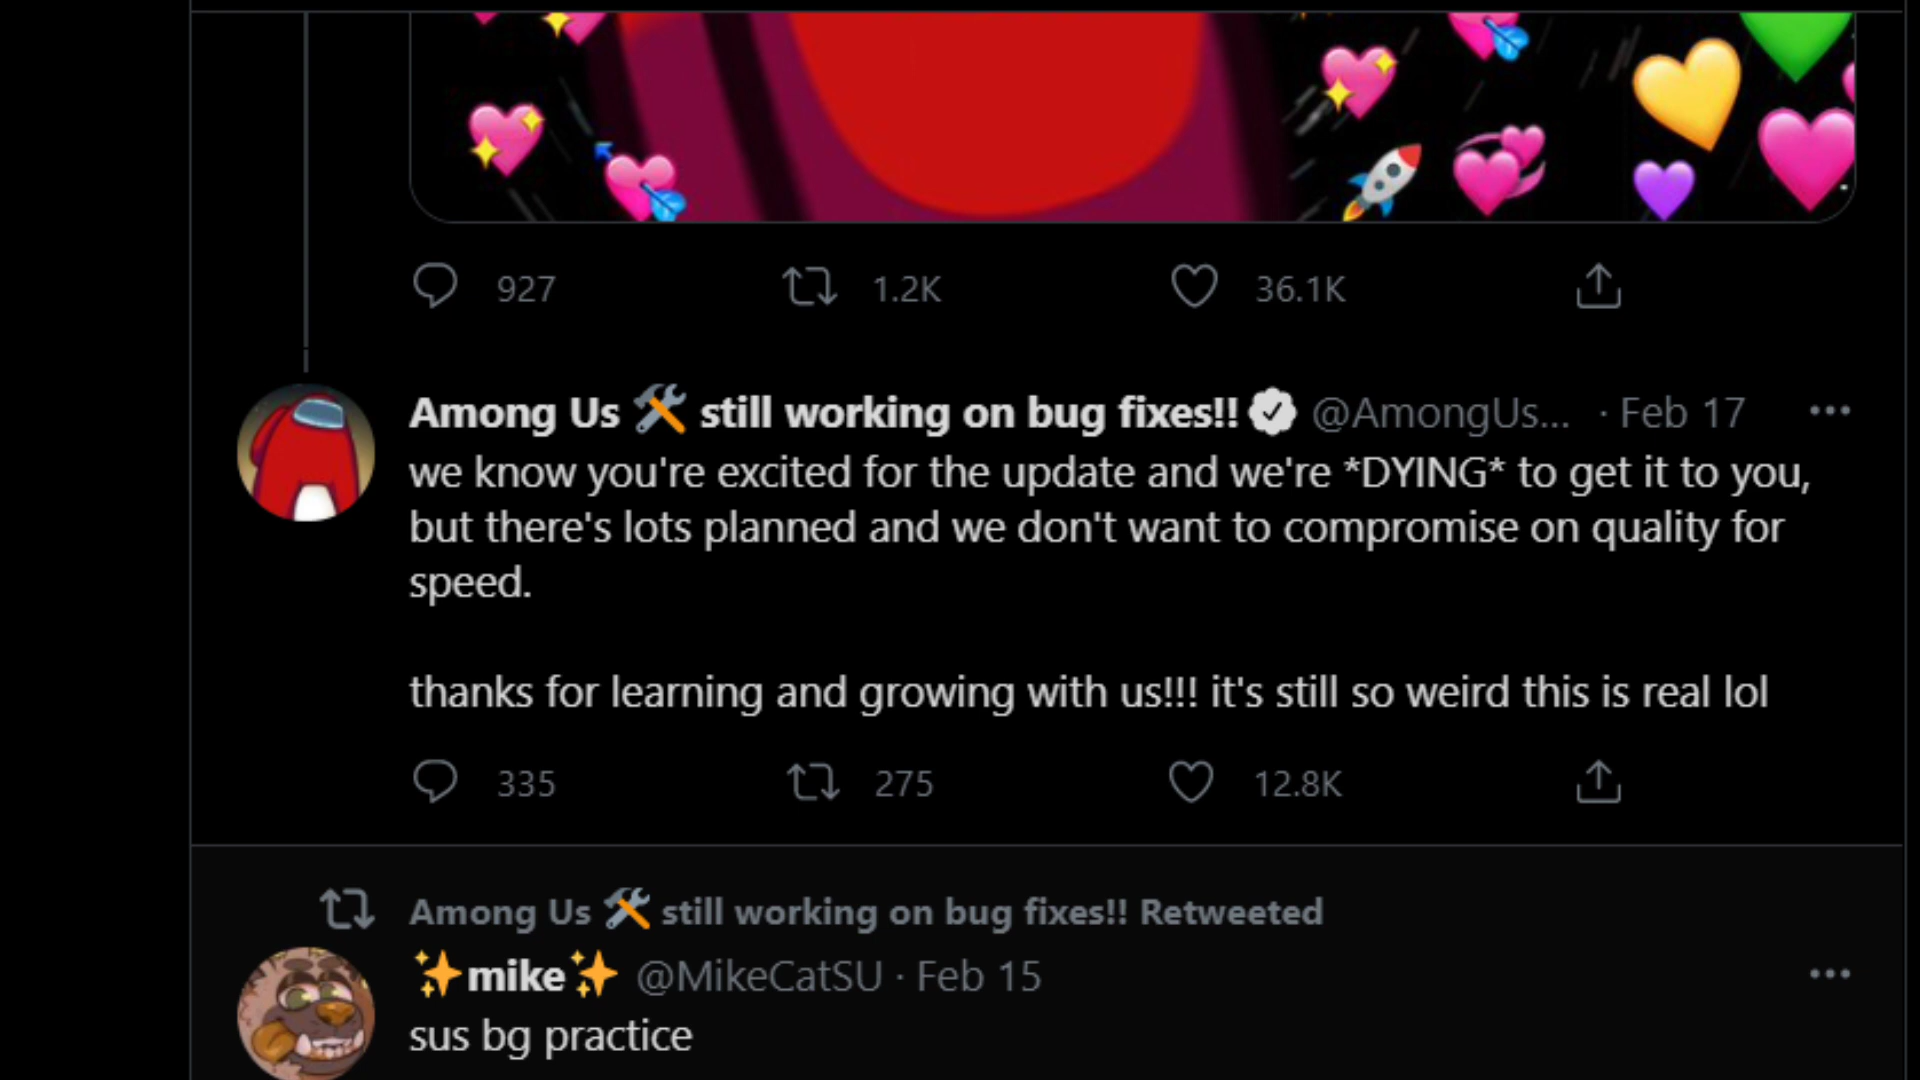 927 1.2K 36.1K
Among Us 🛠 still working on bug fixes!! @AmongUs... · Feb 17
we know you're excited for the update and we're *DYING* to get it to you,
but there's lots planned and we don't want to compromise on quality for
speed.
thanks for learning and growing with us!!! it's still so weird this is real lol
335 275 12.8K
Among Us 🛠 still working on bug fixes!! Retweeted
✨mike✨ @MikeCatSU · Feb 15
sus bg practice